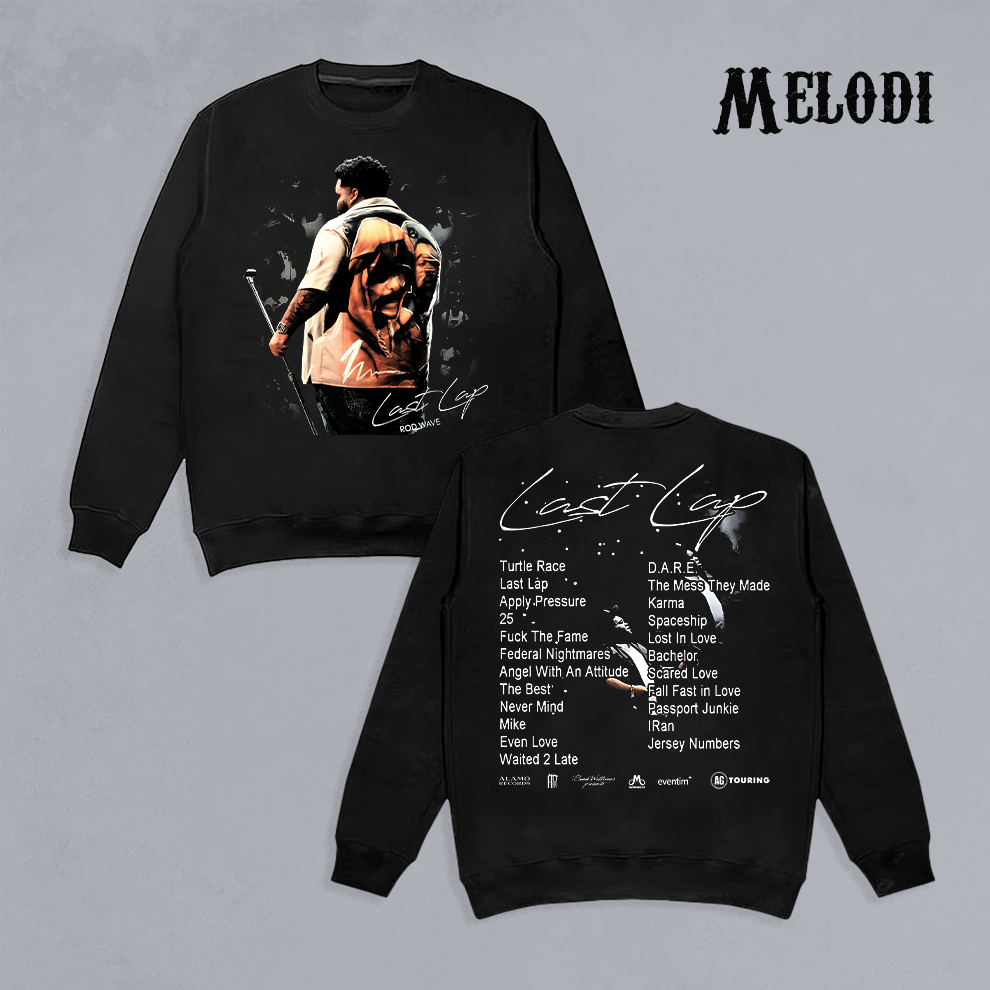 MELODI
Last Lap
ROD WAVE
Last Lap
Turtle Race
Last Lap
Apply Pressure
25
Fuck The Fame
Federal Nightmares
Angel With An Attitude
The Best
Never Mind
Mike
Even Love
Waited 2 Late
D.A.R.E.
The Mess They Made
Karma
Spaceship
Lost In Love
Bachelor
Scared Love
Fall Fast in Love
Passport Junkie
IRan
Jersey Numbers
ALAMO
RECORDS
presents
eventim
AG TOURING